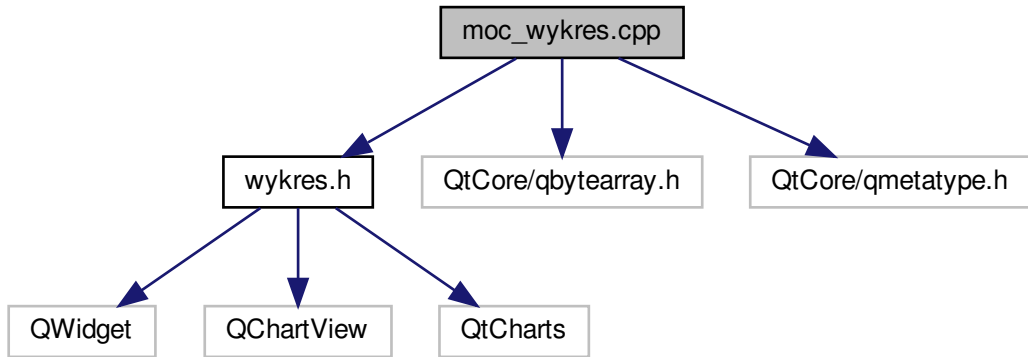 moc_wykres.cpp
wykres.h
QtCore/qbytearray.h
QtCore/qmetatype.h
QWidget
QChartView
QtCharts